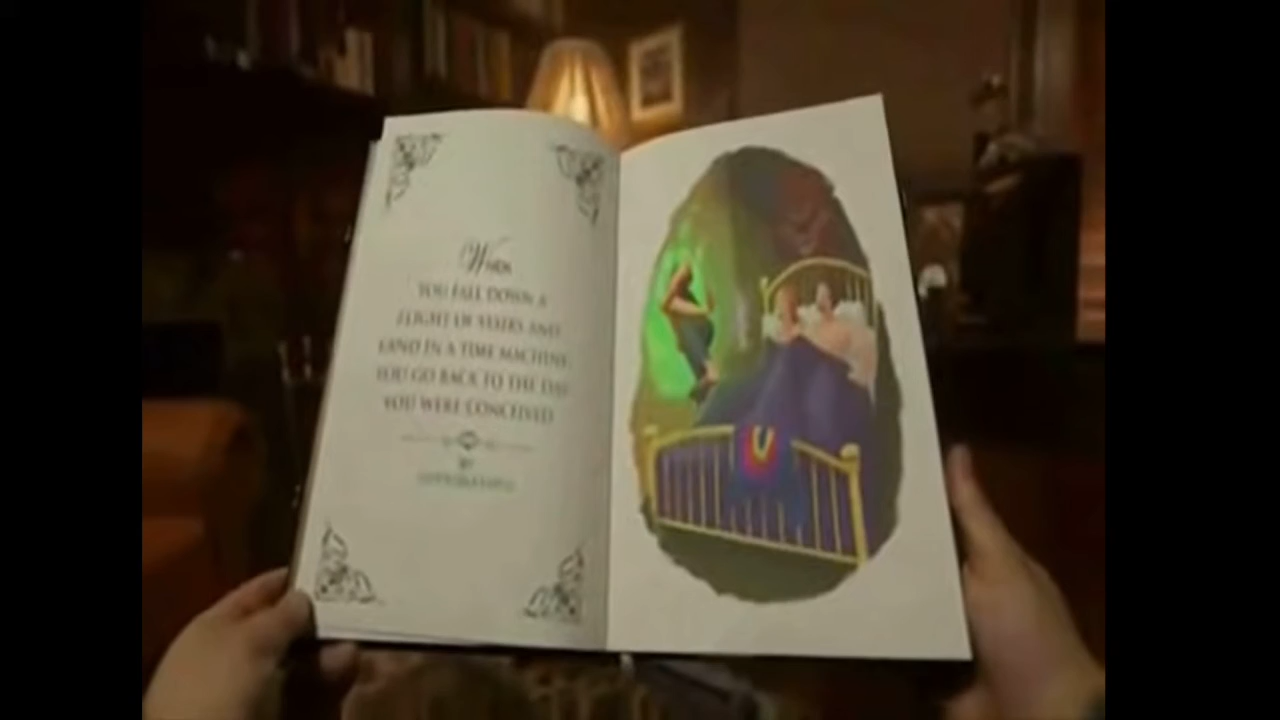 When
YOU FALL DOWN A
FLIGHT OF STAIRS AND
LAND IN A TIME MACHINE,
YOU GO BACK TO THE DAY
YOU WERE CONCEIVED
BY